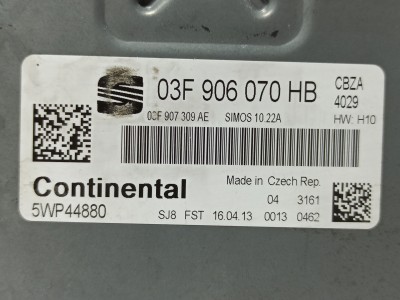 03F 906 070 HB
CBZA
4029
03F 907 309 AE SIMOS 10.22A HW: H10
Continental
Made in Czech Rep.
04 3161
5WP44880
SJ8 FST 16.04.13 0013 0462